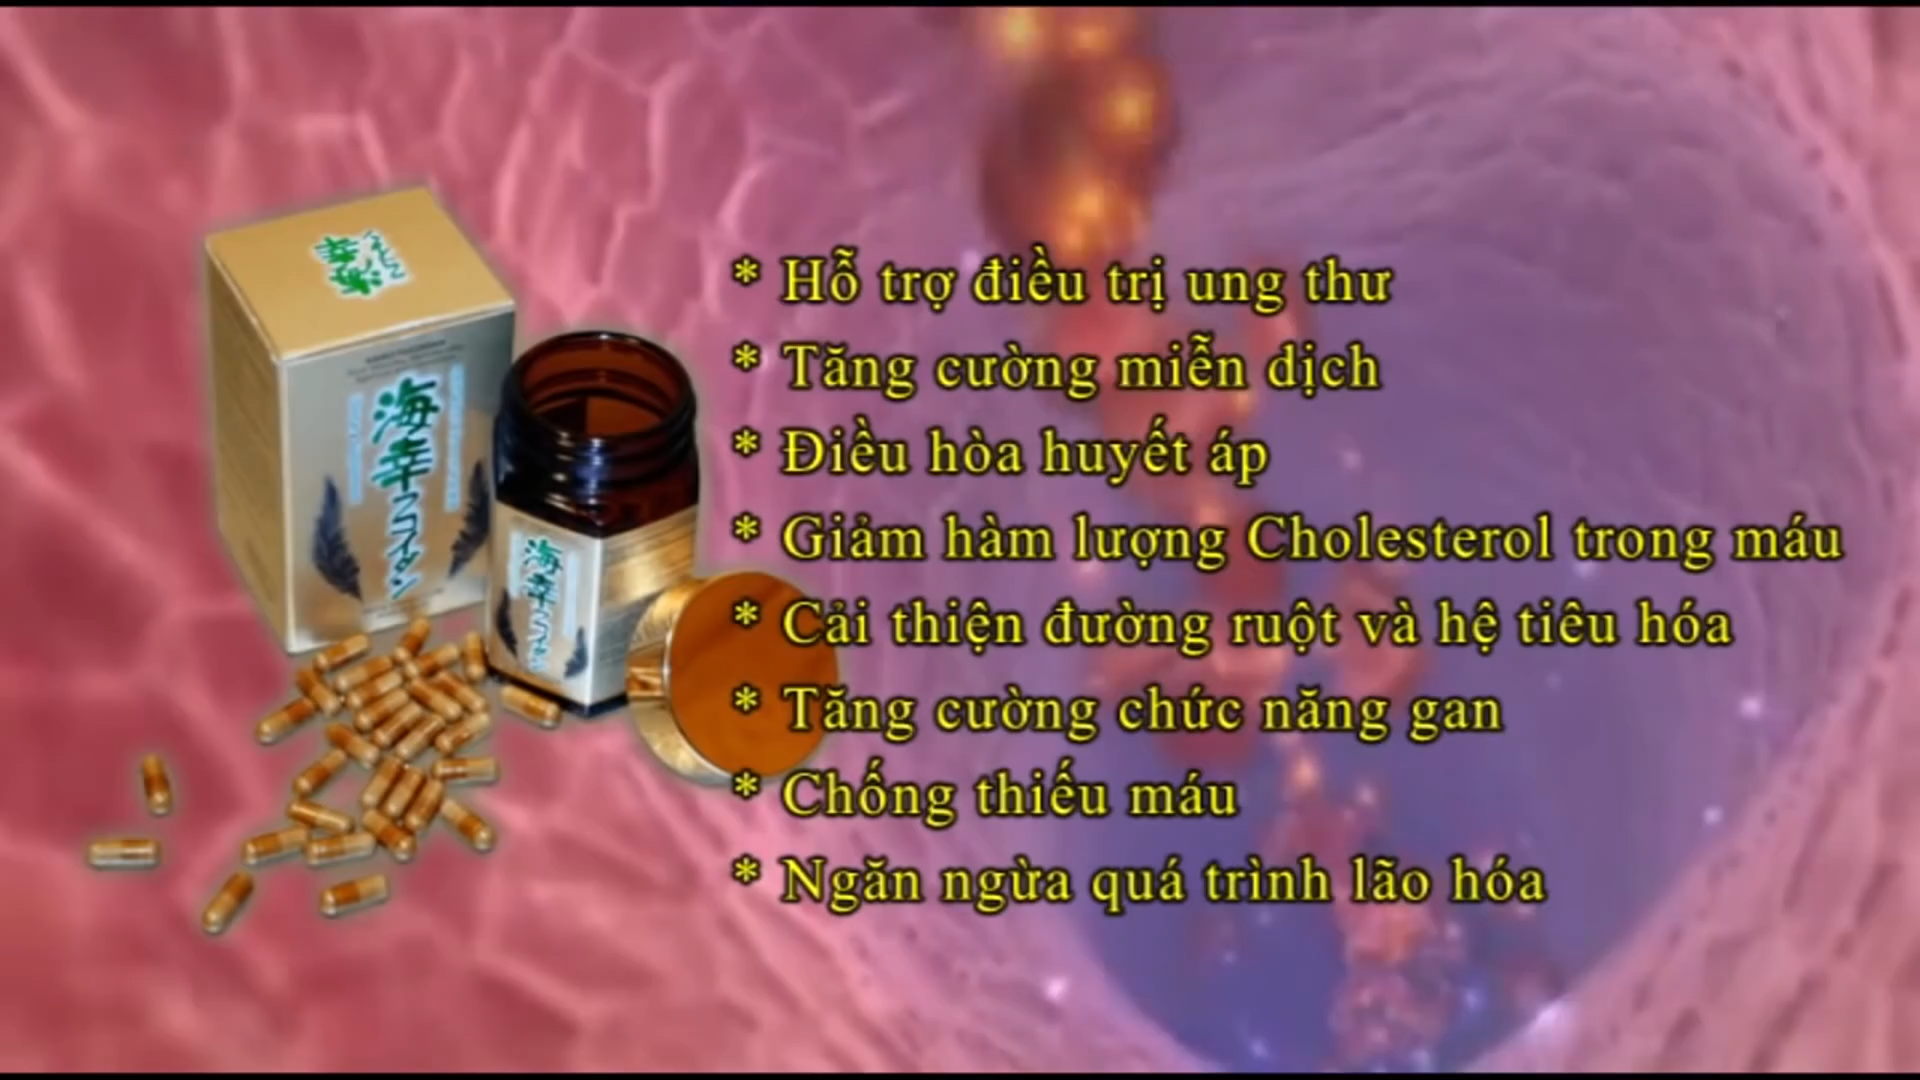 海幸フコイダン
海幸フコイダン
* Hỗ trợ điều trị ung thư
* Tăng cường miễn dịch
* Điều hòa huyết áp
* Giảm hàm lượng Cholesterol trong máu
* Cải thiện đường ruột và hệ tiêu hóa
* Tăng cường chức năng gan
* Chống thiếu máu
* Ngăn ngừa quá trình lão hóa